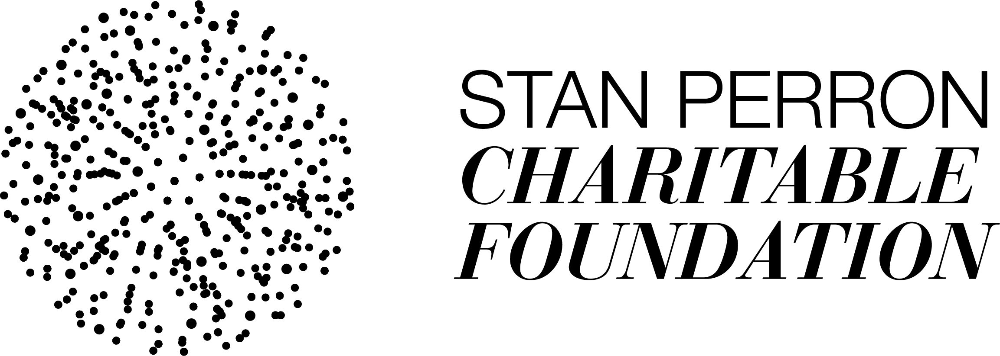 STAN PERRON
CHARITABLE
FOUNDATION